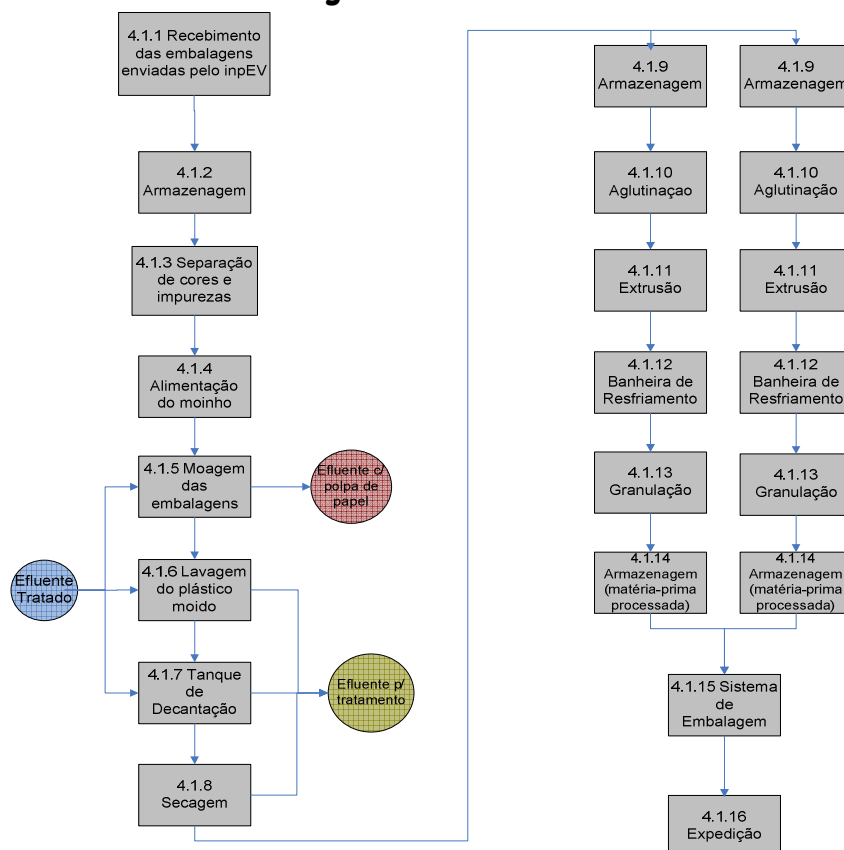 4.1.1 Recebimento
das embalagens
enviadas pelo inpEV
4.1.2
Armazenagem
4.1.3 Separação
de cores e
impurezas
4.1.4
Alimentação
do moinho
4.1.5 Moagem
das
embalagens
Efluente c/
polpa de
papel
Efluente
Tratado
4.1.6 Lavagem
do plástico
moido
4.1.7 Tanque
de
Decantação
Efluente p/
tratamento
4.1.8
Secagem
4.1.9
Armazenagem
4.1.10
Aglutinaçao
4.1.11
Extrusão
4.1.12
Banheira de
Resfriamento
4.1.13
Granulação
4.1.14
Armazenagem
(matéria-prima
processada)
4.1.9
Armazenagem
4.1.10
Aglutinação
4.1.11
Extrusão
4.1.12
Banheira de
Resfriamento
4.1.13
Granulação
4.1.14
Armazenagem
(matéria-prima
processada)
4.1.15 Sistema
de
Embalagem
4.1.16
Expedição